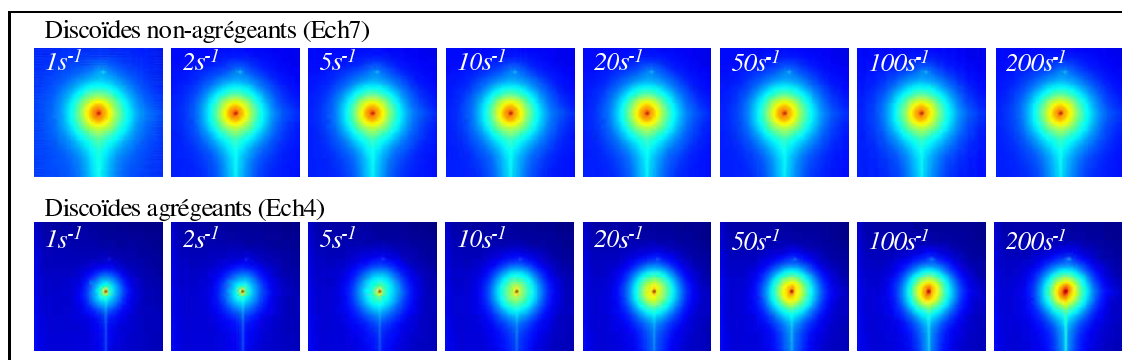 Discoïdes non-agrégeants (Ech7)
1s⁻¹ 2s⁻¹ 5s⁻¹ 10s⁻¹ 20s⁻¹ 50s⁻¹ 100s⁻¹ 200s⁻¹
Discoïdes agrégeants (Ech4)
1s⁻¹ 2s⁻¹ 5s⁻¹ 10s⁻¹ 20s⁻¹ 50s⁻¹ 100s⁻¹ 200s⁻¹